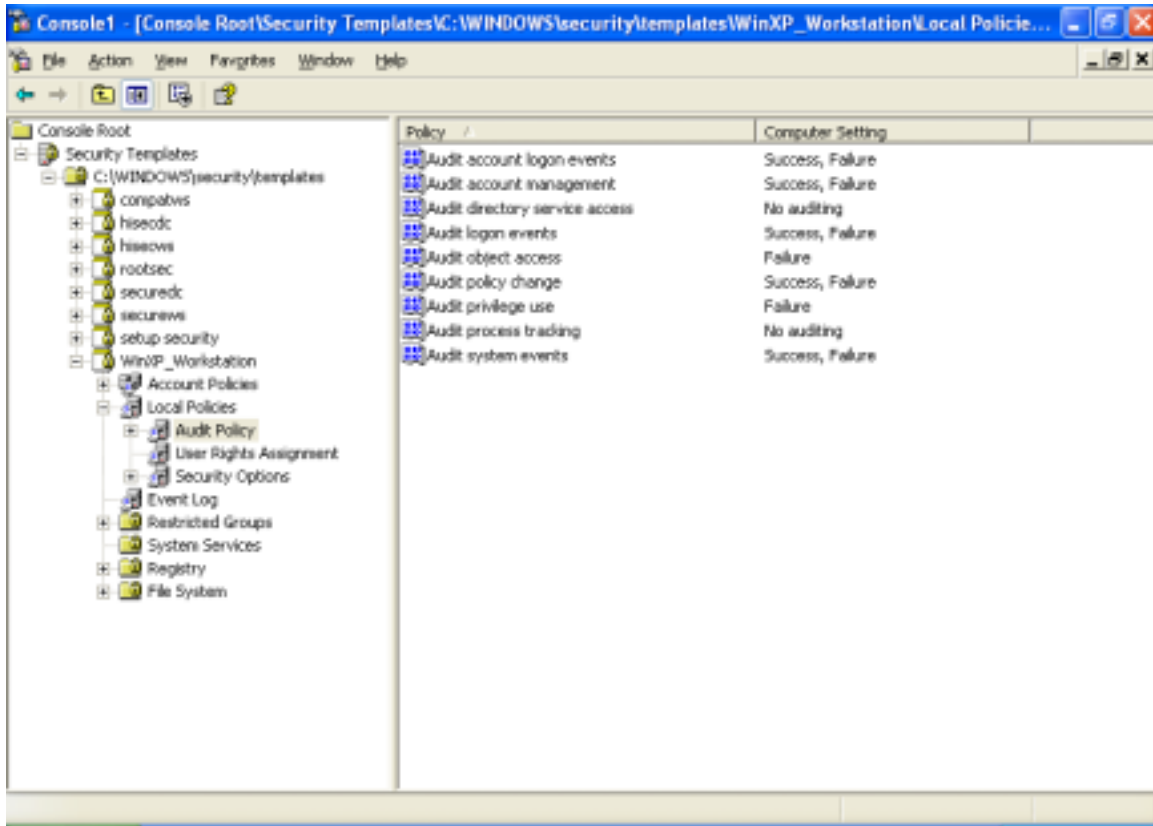 Console1 - [Console Root\Security Templates\C:\WINDOWS\security\templates\WinXP_Workstation\Local Policie...
File Action View Favorites Window Help
Console Root
Security Templates
C:\WINDOWS\security\templates
compatws
hisecdc
hisecws
rootsec
securedc
securews
setup security
WinXP_Workstation
Account Policies
Local Policies
Audit Policy
User Rights Assignment
Security Options
Event Log
Restricted Groups
System Services
Registry
File System
Policy Computer Setting
Audit account logon events Success, Failure
Audit account management Success, Failure
Audit directory service access No auditing
Audit logon events Success, Failure
Audit object access Failure
Audit policy change Success, Failure
Audit privilege use Failure
Audit process tracking No auditing
Audit system events Success, Failure